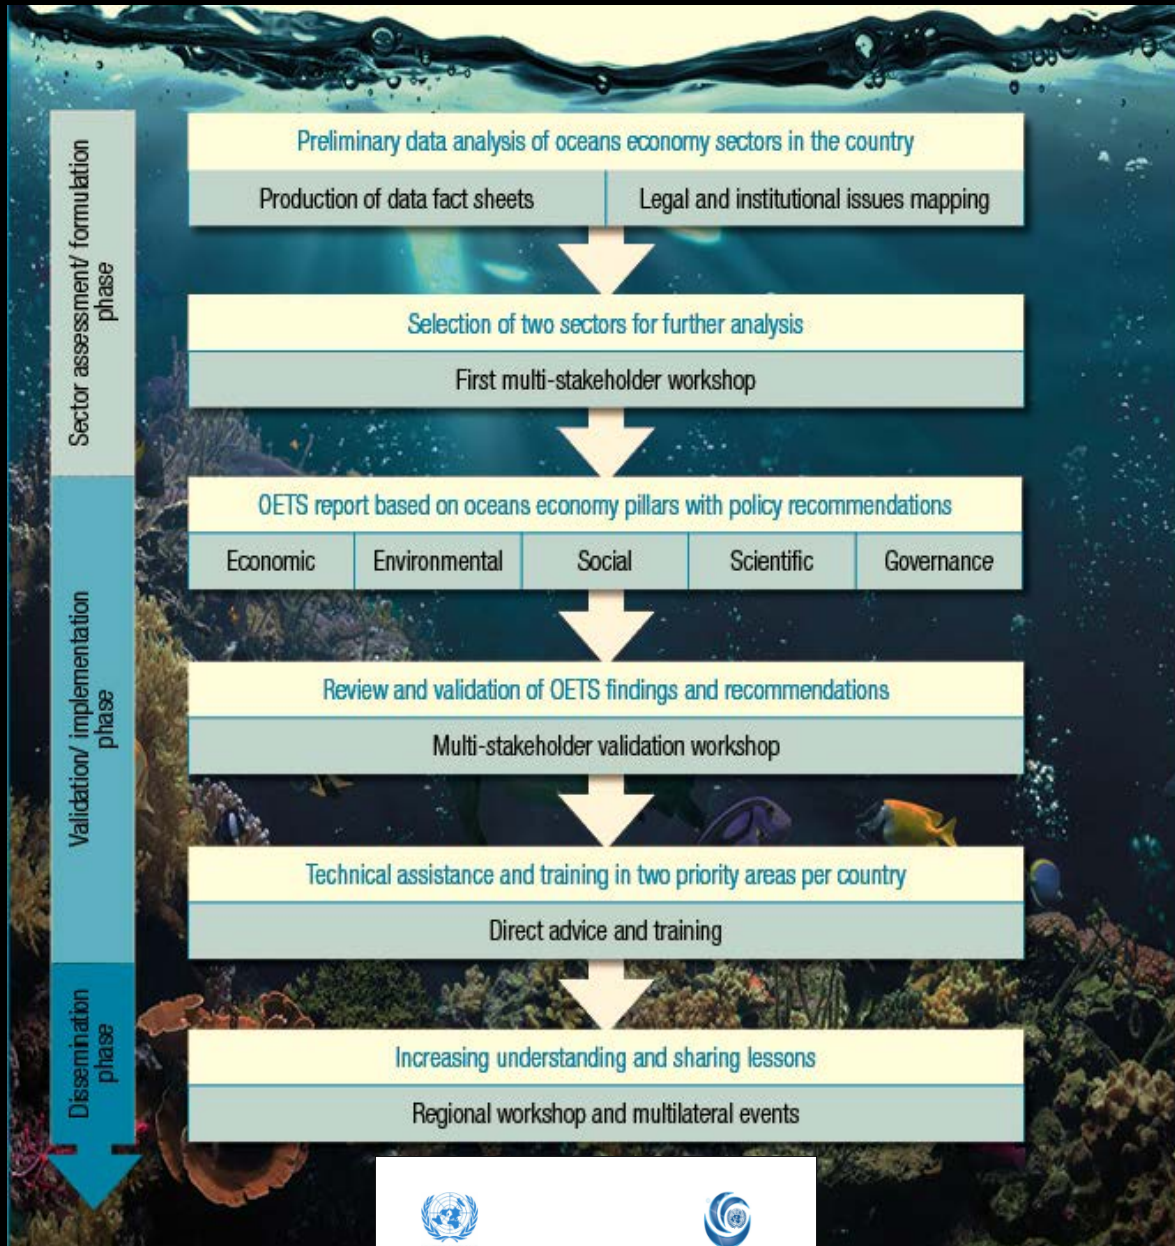 Sector assessment/ formulation
phase
Preliminary data analysis of oceans economy sectors in the country
Production of data fact sheets
Legal and institutional issues mapping
Selection of two sectors for further analysis
First multi-stakeholder workshop
Validation/ implementation
phase
OETS report based on oceans economy pillars with policy recommendations
Economic
Environmental
Social
Scientific
Governance
Review and validation of OETS findings and recommendations
Multi-stakeholder validation workshop
Technical assistance and training in two priority areas per country
Direct advice and training
Dissemination
phase
Increasing understanding and sharing lessons
Regional workshop and multilateral events